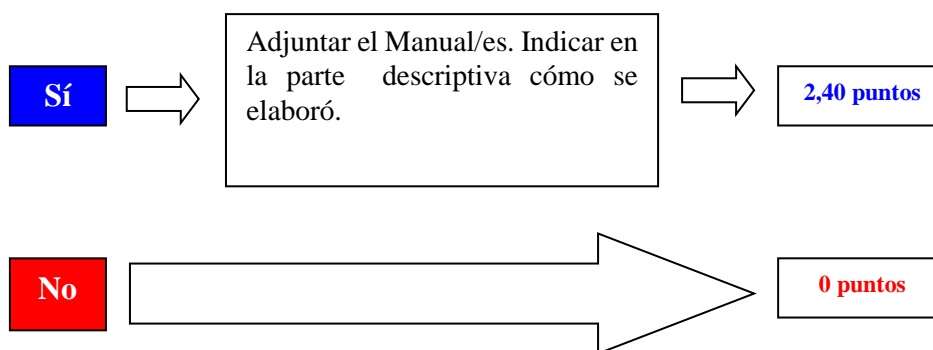 Sí
Adjuntar el Manual/es. Indicar en
la parte descriptiva cómo se
elaboró.
2,40 puntos
No
0 puntos